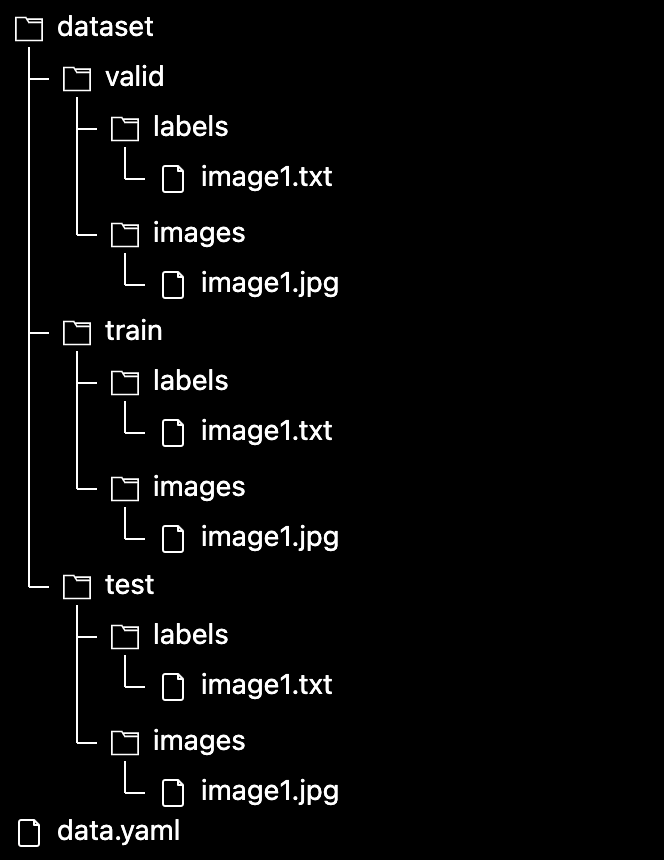 dataset
valid
labels
image1.txt
images
image1.jpg
train
labels
image1.txt
images
image1.jpg
test
labels
image1.txt
images
image1.jpg
data.yaml